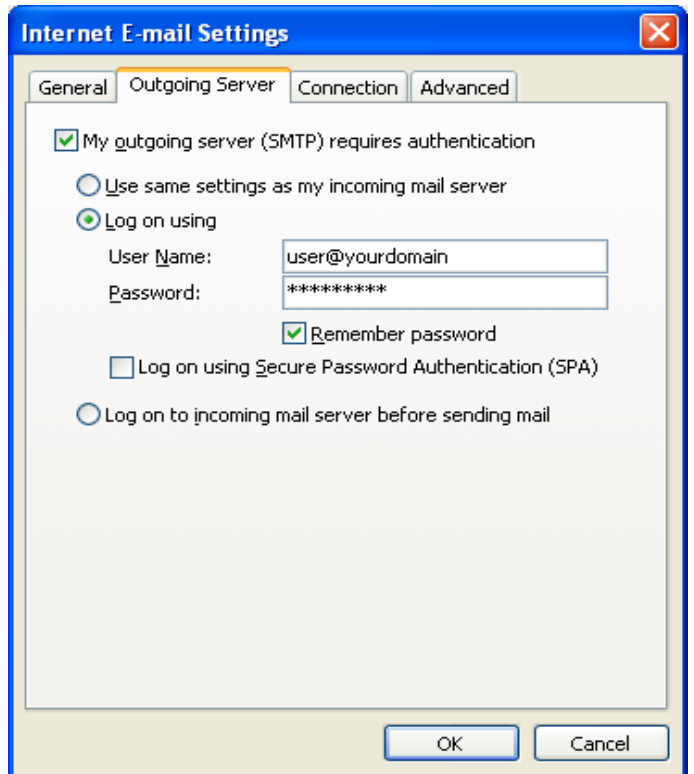 Internet E-mail Settings
General Outgoing Server Connection Advanced
My outgoing server (SMTP) requires authentication
Use same settings as my incoming mail server
Log on using
User Name: user@yourdomain
Password: *********
Remember password
Log on using Secure Password Authentication (SPA)
Log on to incoming mail server before sending mail
OK Cancel